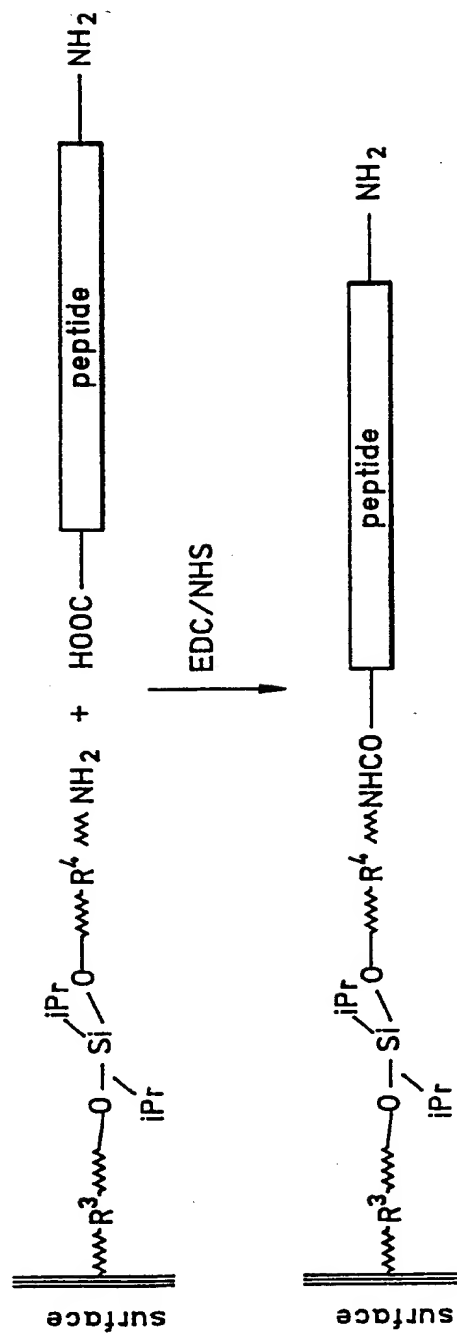 surface
R³
O
Si
iPr
iPr
O
R⁴
NH₂
+
HOOC
peptide
NH₂
EDC/NHS
surface
R³
O
Si
iPr
iPr
O
R⁴
NHCO
peptide
NH₂